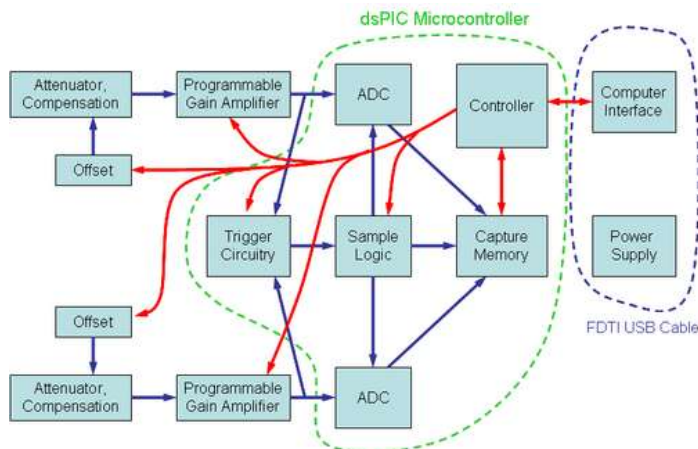 dsPIC Microcontroller
Attenuator,
Compensation
Programmable
Gain Amplifier
ADC
Controller
Computer
Interface
Offset
Trigger
Circuitry
Sample
Logic
Capture
Memory
Power
Supply
Offset
FDTI USB Cable
Attenuator,
Compensation
Programmable
Gain Amplifier
ADC